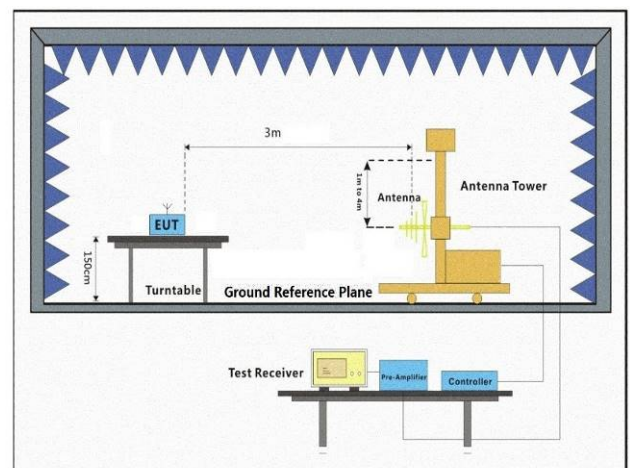 3m
1m to 4m
Antenna
Antenna Tower
EUT
150cm
Turntable
Ground Reference Plane
Test Receiver
Pre-Amplifier
Controller